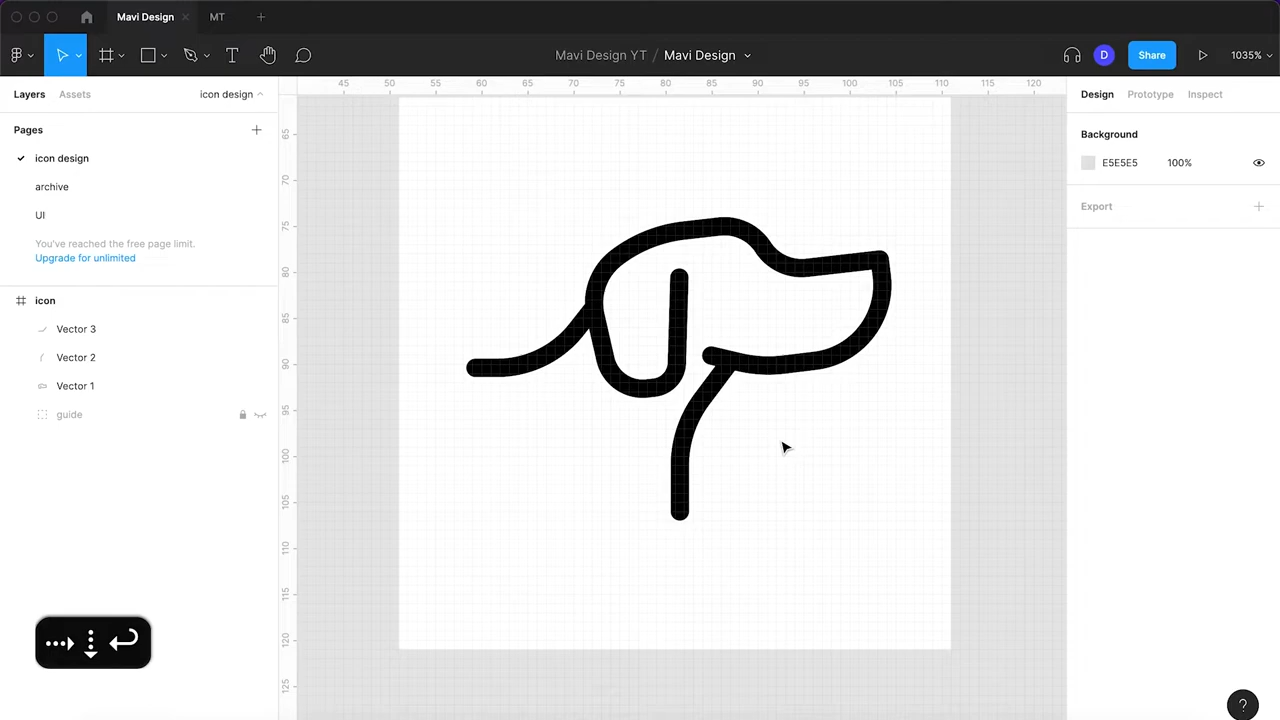 Mavi Design
MT
Mavi Design YT / Mavi Design
D
Share
1035%
Layers
Assets
icon design
Design
Prototype
Inspect
Pages
Background
icon design
E5E5E5
100%
archive
UI
Export
You've reached the free page limit.
Upgrade for unlimited
icon
Vector 3
Vector 2
Vector 1
guide
45 50 55 60 65 70 75 80 85 90 95 100 105 110 115 120
65
70
75
80
85
90
95
100
105
110
115
120
125
?